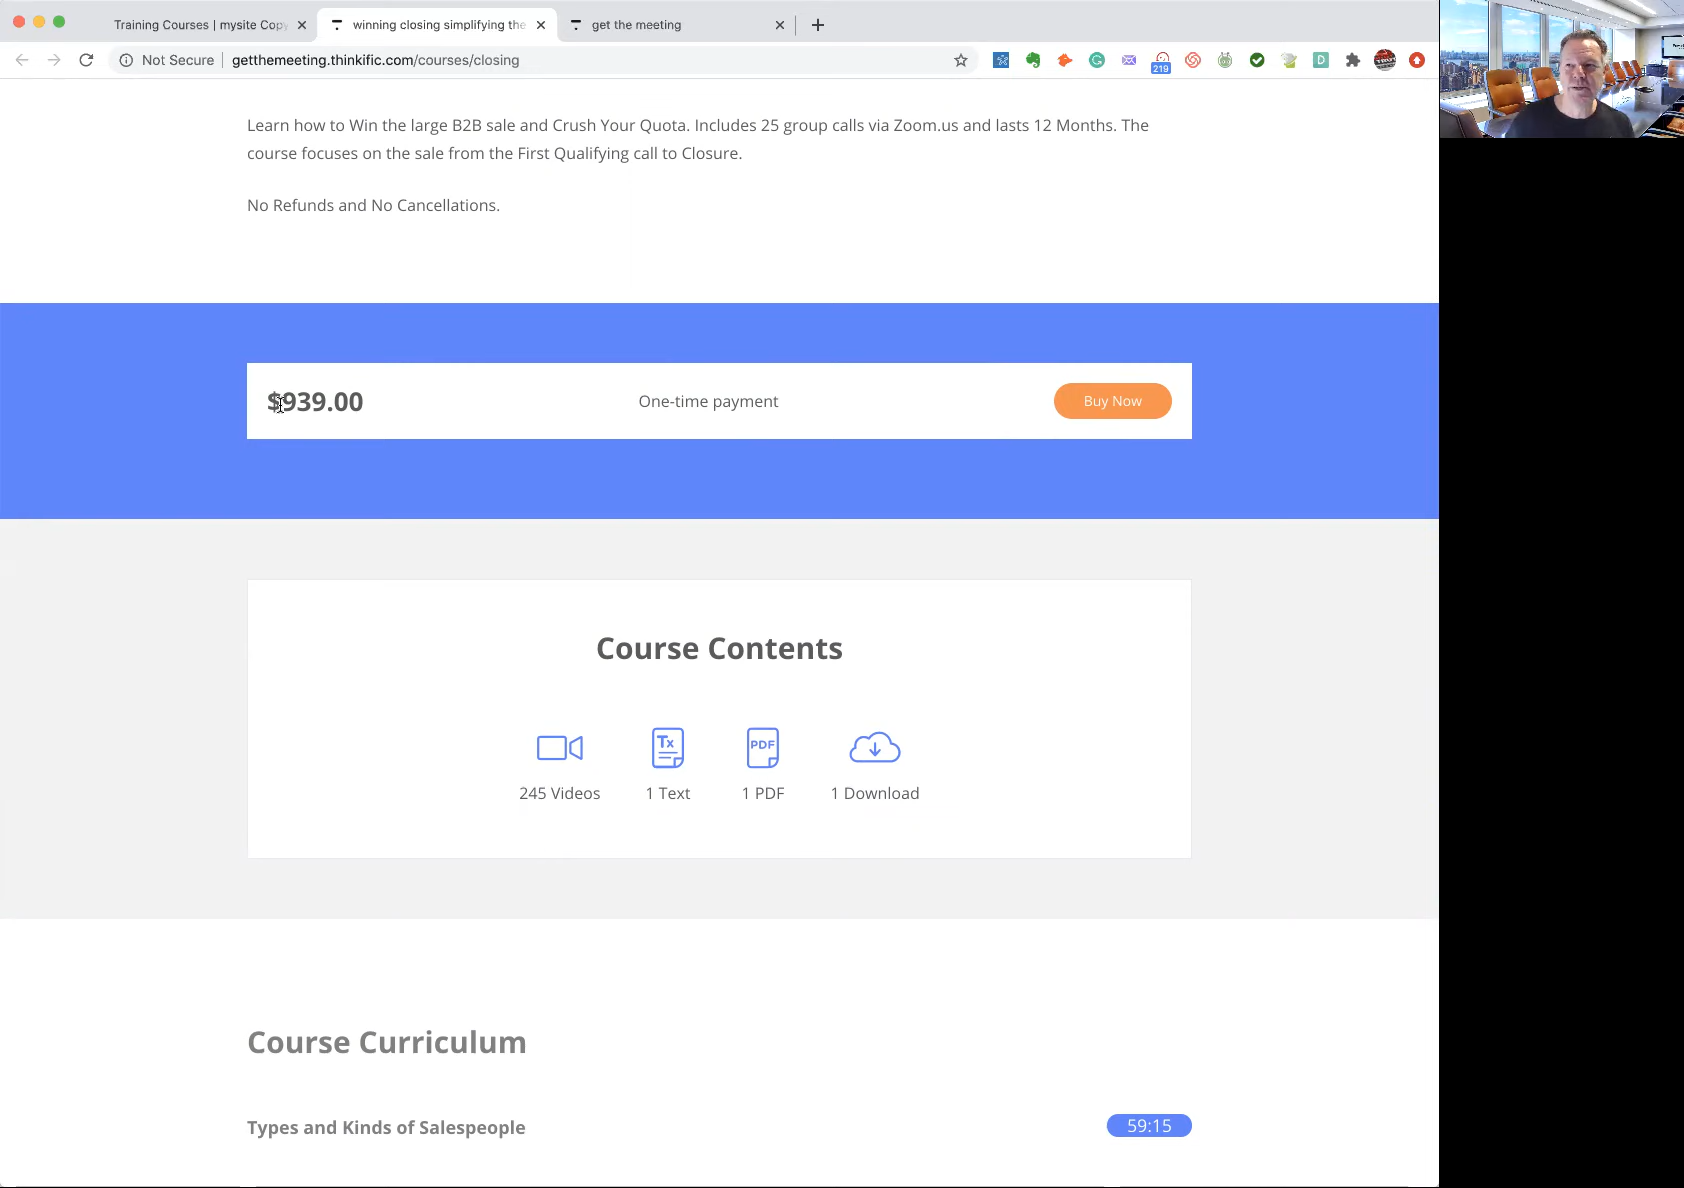 Training Courses | mysite Copy
winning closing simplifying the
get the meeting
Not Secure
getthemeeting.thinkific.com/courses/closing
219
D
Learn how to Win the large B2B sale and Crush Your Quota. Includes 25 group calls via Zoom.us and lasts 12 Months. The
course focuses on the sale from the First Qualifying call to Closure.
No Refunds and No Cancellations.
$939.00
One-time payment
Buy Now
Course Contents
Tx
PDF
245 Videos
1 Text
1 PDF
1 Download
Course Curriculum
Types and Kinds of Salespeople
59:15